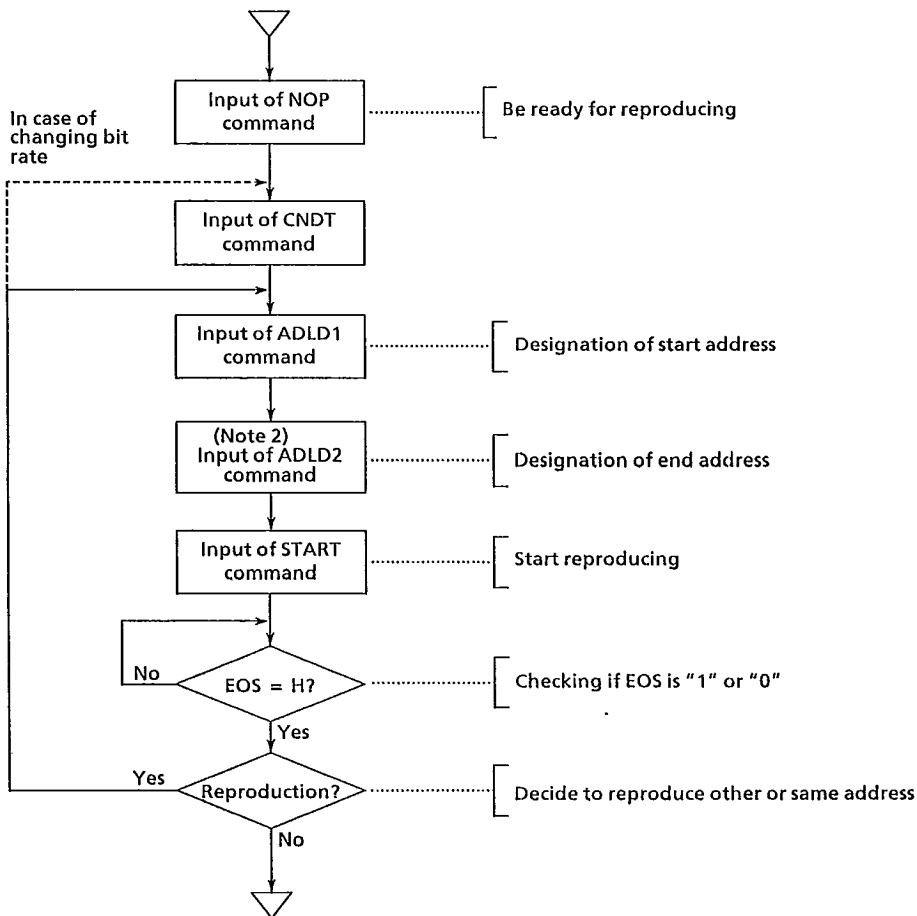 Input of NOP
command
Be ready for reproducing
In case of
changing bit
rate
Input of CNDT
command
Input of ADLD1
command
Designation of start address
(Note 2)
Input of ADLD2
command
Designation of end address
Input of START
command
Start reproducing
No
EOS = H?
Checking if EOS is "1" or "0"
Yes
Yes
Reproduction?
Decide to reproduce other or same address
No